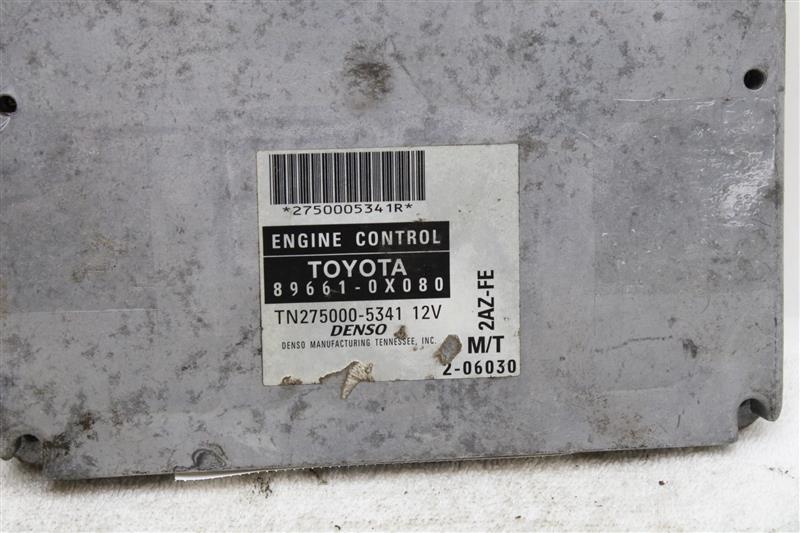 *2750005341R*
ENGINE CONTROL
TOYOTA
89661-0X080
TN275000-5341 12V
DENSO
DENSO MANUFACTURING TENNESSEE, INC.
2AZ-FE
M/T
2-06030